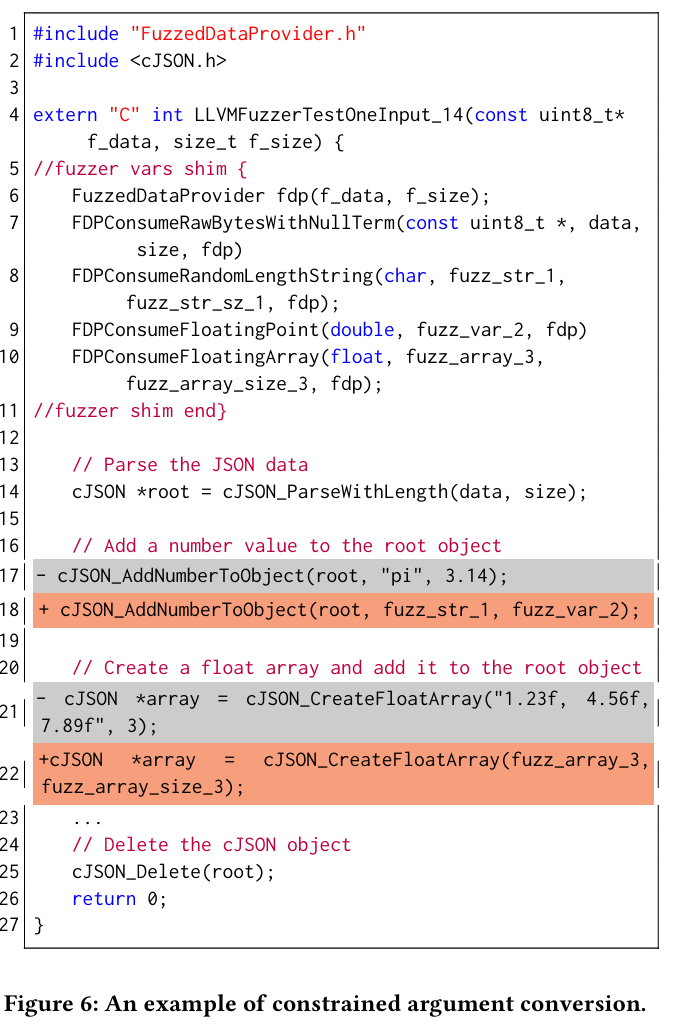 1 #include "FuzzedDataProvider.h"
2 #include <cJSON.h>
3
4 extern "C" int LLVMFuzzerTestOneInput_14(const uint8_t*
f_data, size_t f_size) {
5 //fuzzer vars shim {
6 FuzzedDataProvider fdp(f_data, f_size);
7 FDPConsumeRawBytesWithNullTerm(const uint8_t *, data,
size, fdp)
8 FDPConsumeRandomLengthString(char, fuzz_str_1,
fuzz_str_sz_1, fdp);
9 FDPConsumeFloatingPoint(double, fuzz_var_2, fdp)
10 FDPConsumeFloatingArray(float, fuzz_array_3,
fuzz_array_size_3, fdp);
11 //fuzzer shim end}
12
13 // Parse the JSON data
14 cJSON *root = cJSON_ParseWithLength(data, size);
15
16 // Add a number value to the root object
17 - cJSON_AddNumberToObject(root, "pi", 3.14);
18 + cJSON_AddNumberToObject(root, fuzz_str_1, fuzz_var_2);
19
20 // Create a float array and add it to the root object
21 - cJSON *array = cJSON_CreateFloatArray("1.23f, 4.56f,
7.89f", 3);
22 +cJSON *array = cJSON_CreateFloatArray(fuzz_array_3,
fuzz_array_size_3);
23 ...
24 // Delete the cJSON object
25 cJSON_Delete(root);
26 return 0;
27 }
Figure 6: An example of constrained argument conversion.